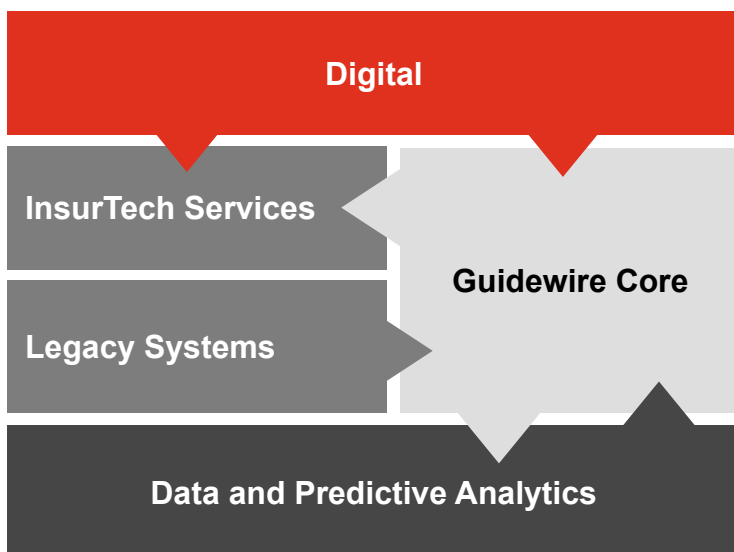 Digital
InsurTech Services
Guidewire Core
Legacy Systems
Data and Predictive Analytics